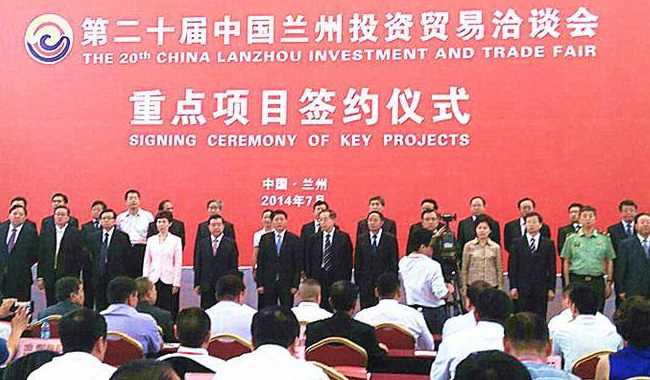 第二十届中国兰州投资贸易洽谈会
THE 20th CHINA LANZHOU INVESTMENT AND TRADE FAIR
重点项目签约仪式
SIGNING CEREMONY OF KEY PROJECTS
中国·兰州
2014年7月